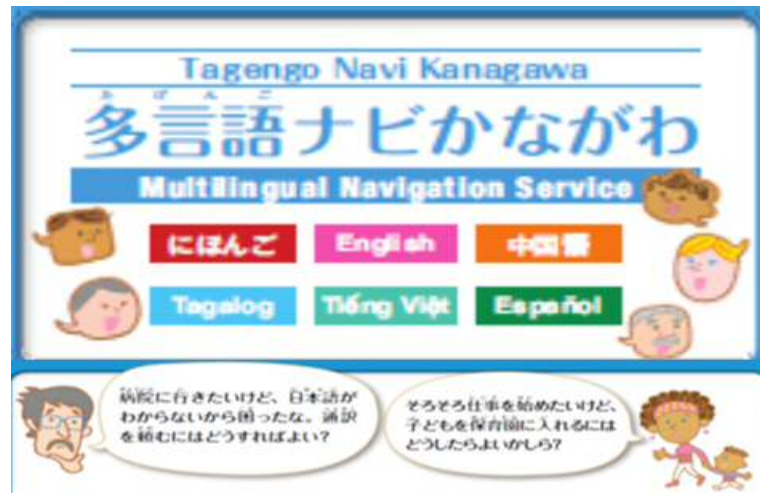 Tagengo Navi Kanagawa
た げ ん ご
多言語ナビかながわ
Multilingual Navigation Service
にほんご
English
中国語
Tagalog
Tiếng Việt
Español
病院に行きたいけど、日本語が
わからないから困ったな。通訳
を頼むにはどうすればよい?
そろそろ仕事を始めたいけど、
子どもを保育園に入れるには
どうしたらよいかしら?